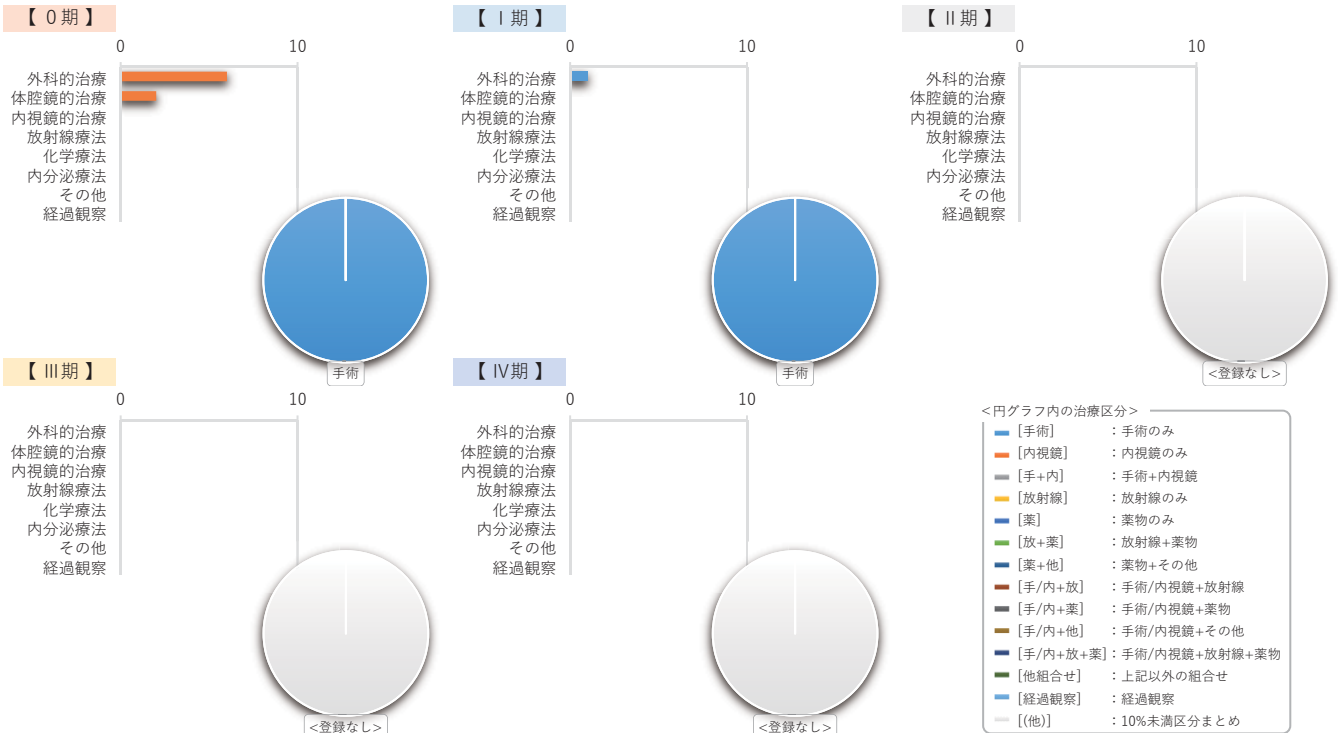 【 0期 】
0 10
外科的治療
体腔鏡的治療
内視鏡的治療
放射線療法
化学療法
内分泌療法
その他
経過観察
手術
【 I期 】
0 10
外科的治療
体腔鏡的治療
内視鏡的治療
放射線療法
化学療法
内分泌療法
その他
経過観察
手術
【 II期 】
0 10
外科的治療
体腔鏡的治療
内視鏡的治療
放射線療法
化学療法
内分泌療法
その他
経過観察
<登録なし>
【 III期 】
0 10
外科的治療
体腔鏡的治療
内視鏡的治療
放射線療法
化学療法
内分泌療法
その他
経過観察
<登録なし>
【 IV期 】
0 10
外科的治療
体腔鏡的治療
内視鏡的治療
放射線療法
化学療法
内分泌療法
その他
経過観察
<登録なし>
<円グラフ内の治療区分>
[手術] ：手術のみ
[内視鏡] ：内視鏡のみ
[手+内] ：手術+内視鏡
[放射線] ：放射線のみ
[薬] ：薬物のみ
[放+薬] ：放射線+薬物
[薬+他] ：薬物+その他
[手/内+放] ：手術/内視鏡+放射線
[手/内+薬] ：手術/内視鏡+薬物
[手/内+他] ：手術/内視鏡+その他
[手/内+放+薬]：手術/内視鏡+放射線+薬物
[他組合せ] ：上記以外の組合せ
[経過観察] ：経過観察
[(他)] ：10%未満区分まとめ